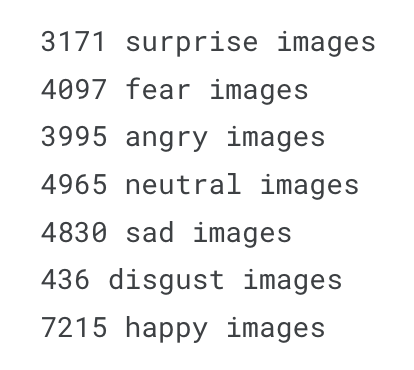 3171 surprise images
4097 fear images
3995 angry images
4965 neutral images
4830 sad images
436 disgust images
7215 happy images